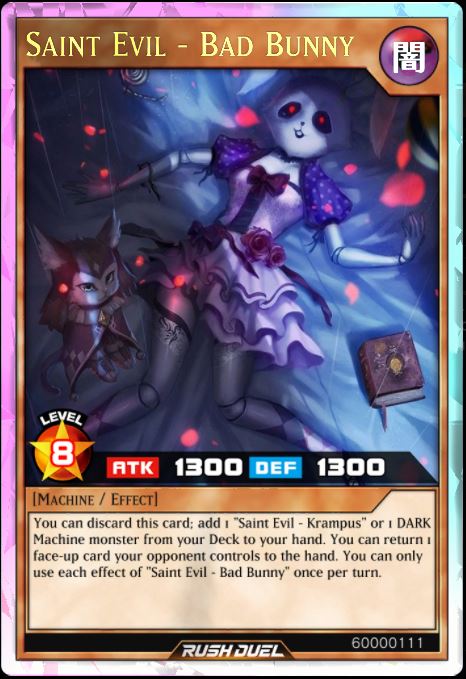 Saint Evil - Bad Bunny
闇
LEVEL
8
ATK 1300 DEF 1300
[Machine / Effect]
You can discard this card; add 1 "Saint Evil - Krampus" or 1 DARK
Machine monster from your Deck to your hand. You can return 1
face-up card your opponent controls to the hand. You can only
use each effect of "Saint Evil - Bad Bunny" once per turn.
RUSH DUEL
60000111